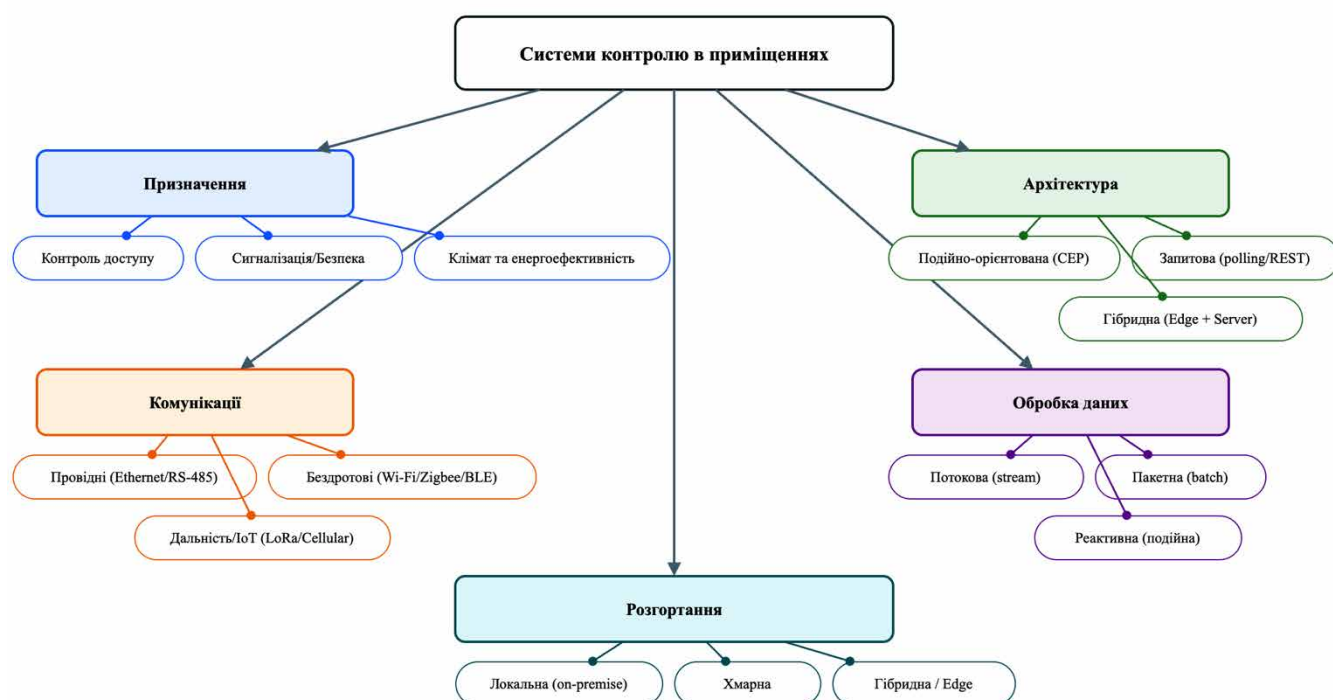 Системи контролю в приміщеннях
Призначення
Контроль доступу
Сигналізація/Безпека
Клімат та енергоефективність
Архітектура
Подійно-орієнтована (CEP)
Запитова (polling/REST)
Гібридна (Edge + Server)
Комунікації
Провідні (Ethernet/RS-485)
Бездротові (Wi-Fi/Zigbee/BLE)
Дальність/IoT (LoRa/Cellular)
Обробка даних
Потокова (stream)
Пакетна (batch)
Реактивна (подійна)
Розгортання
Локальна (on-premise)
Хмарна
Гібридна / Edge